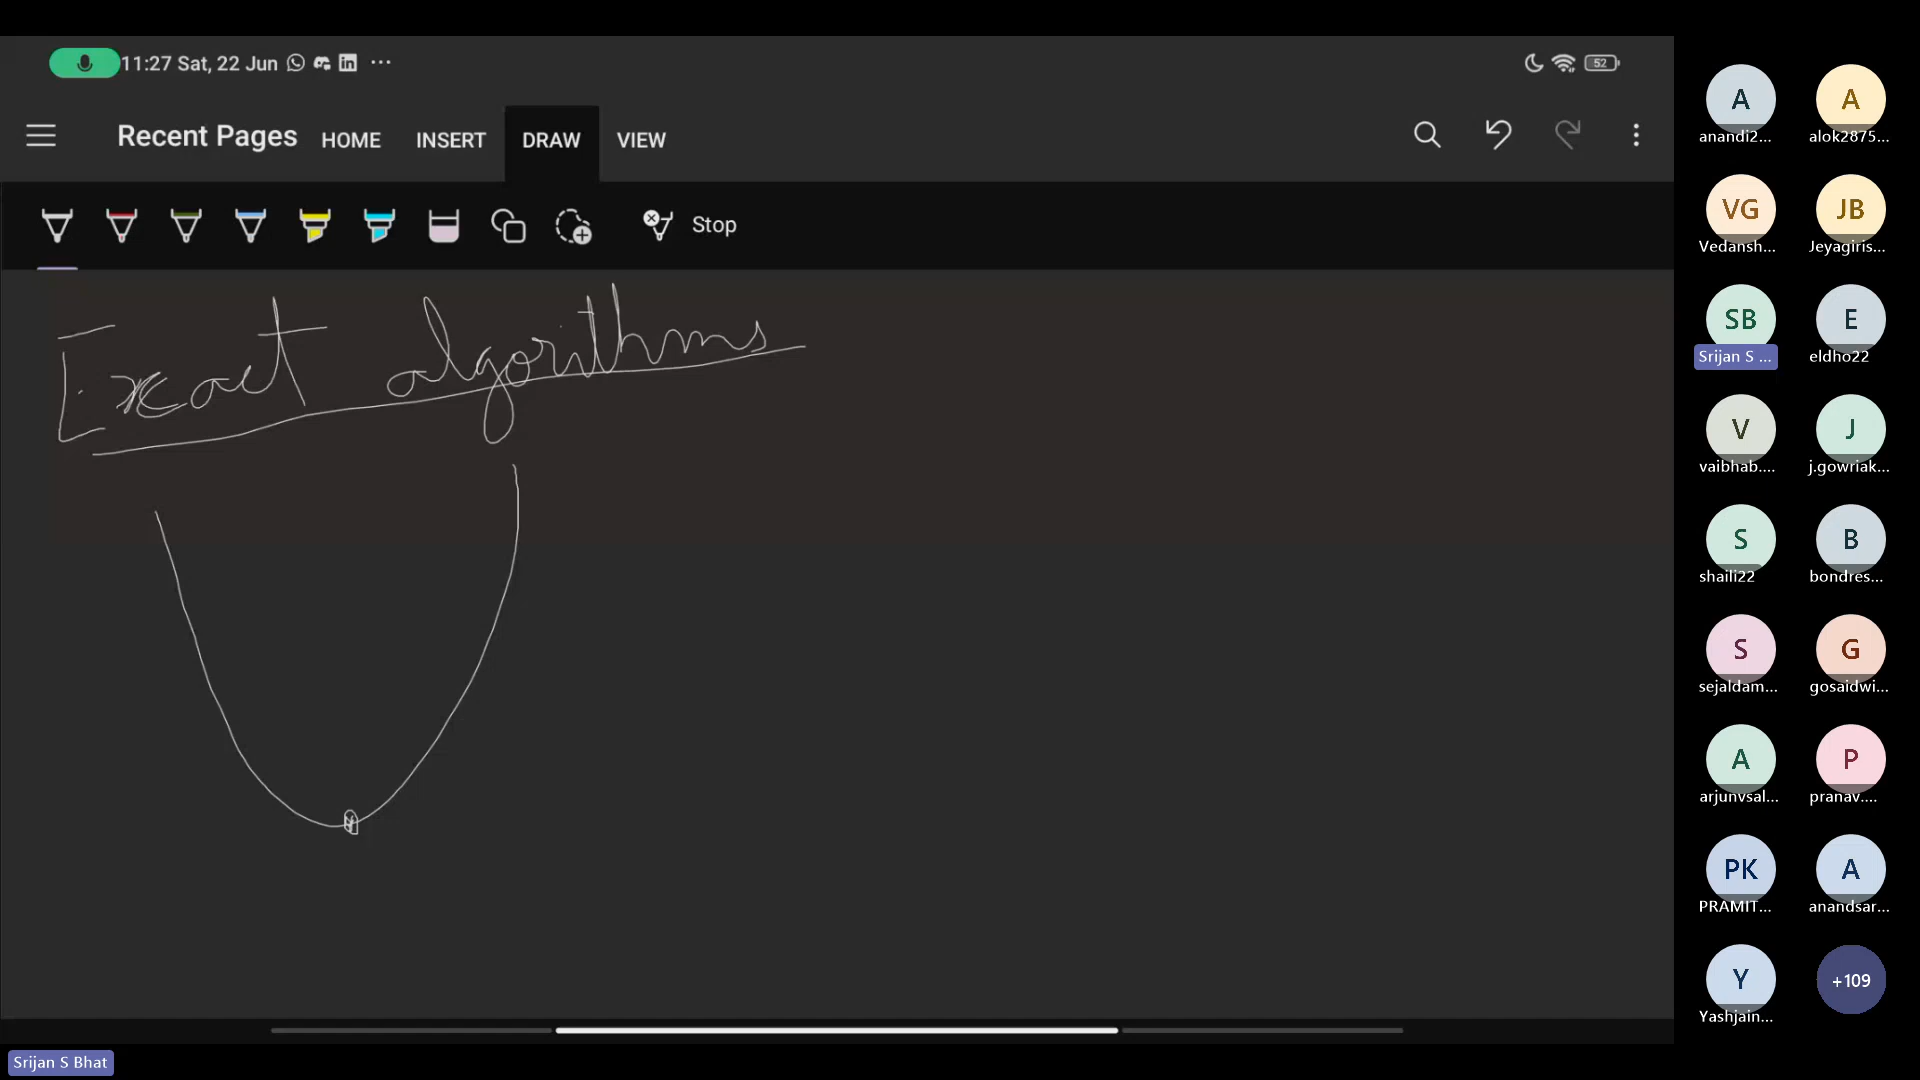 11:27 Sat, 22 Jun ...
52
Recent Pages HOME INSERT DRAW VIEW
Stop
Exact algorithms
A
anandi2...
A
alok2875...
VG
Vedansh...
JB
Jeyagiris...
SB
Srijan S ...
E
eldho22
V
vaibhab....
J
j.gowriak...
S
shaili22
B
bondres...
S
sejaldam...
G
gosaidwi...
A
arjunvsal...
P
pranav....
PK
PRAMIT...
A
anandsar...
Y
Yashjain...
+109
Srijan S Bhat